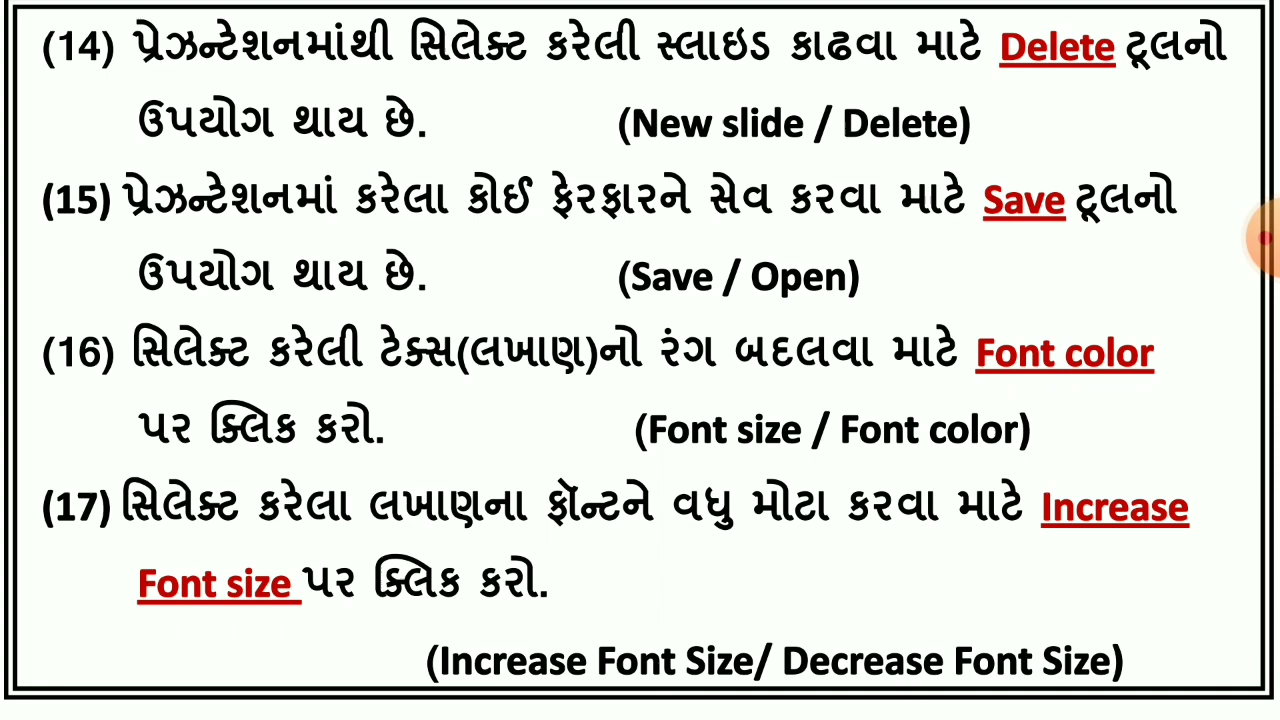 (14) પ્રેઝન્ટેશનમાંથી સિલેક્ટ કરેલી સ્લાઇડ કાઢવા માટે Delete ટૂલનો
ઉપયોગ થાય છે. (New slide / Delete)
(15) પ્રેઝન્ટેશનમાં કરેલા કોઈ ફેરફારને સેવ કરવા માટે Save ટૂલનો
ઉપયોગ થાય છે. (Save / Open)
(16) સિલેક્ટ કરેલી ટેક્સ(લખાણ)નો રંગ બદલવા માટે Font color
પર ક્લિક કરો. (Font size / Font color)
(17) સિલેક્ટ કરેલા લખાણના ફૉન્ટને વધુ મોટા કરવા માટે Increase
Font size પર ક્લિક કરો.
(Increase Font Size/ Decrease Font Size)